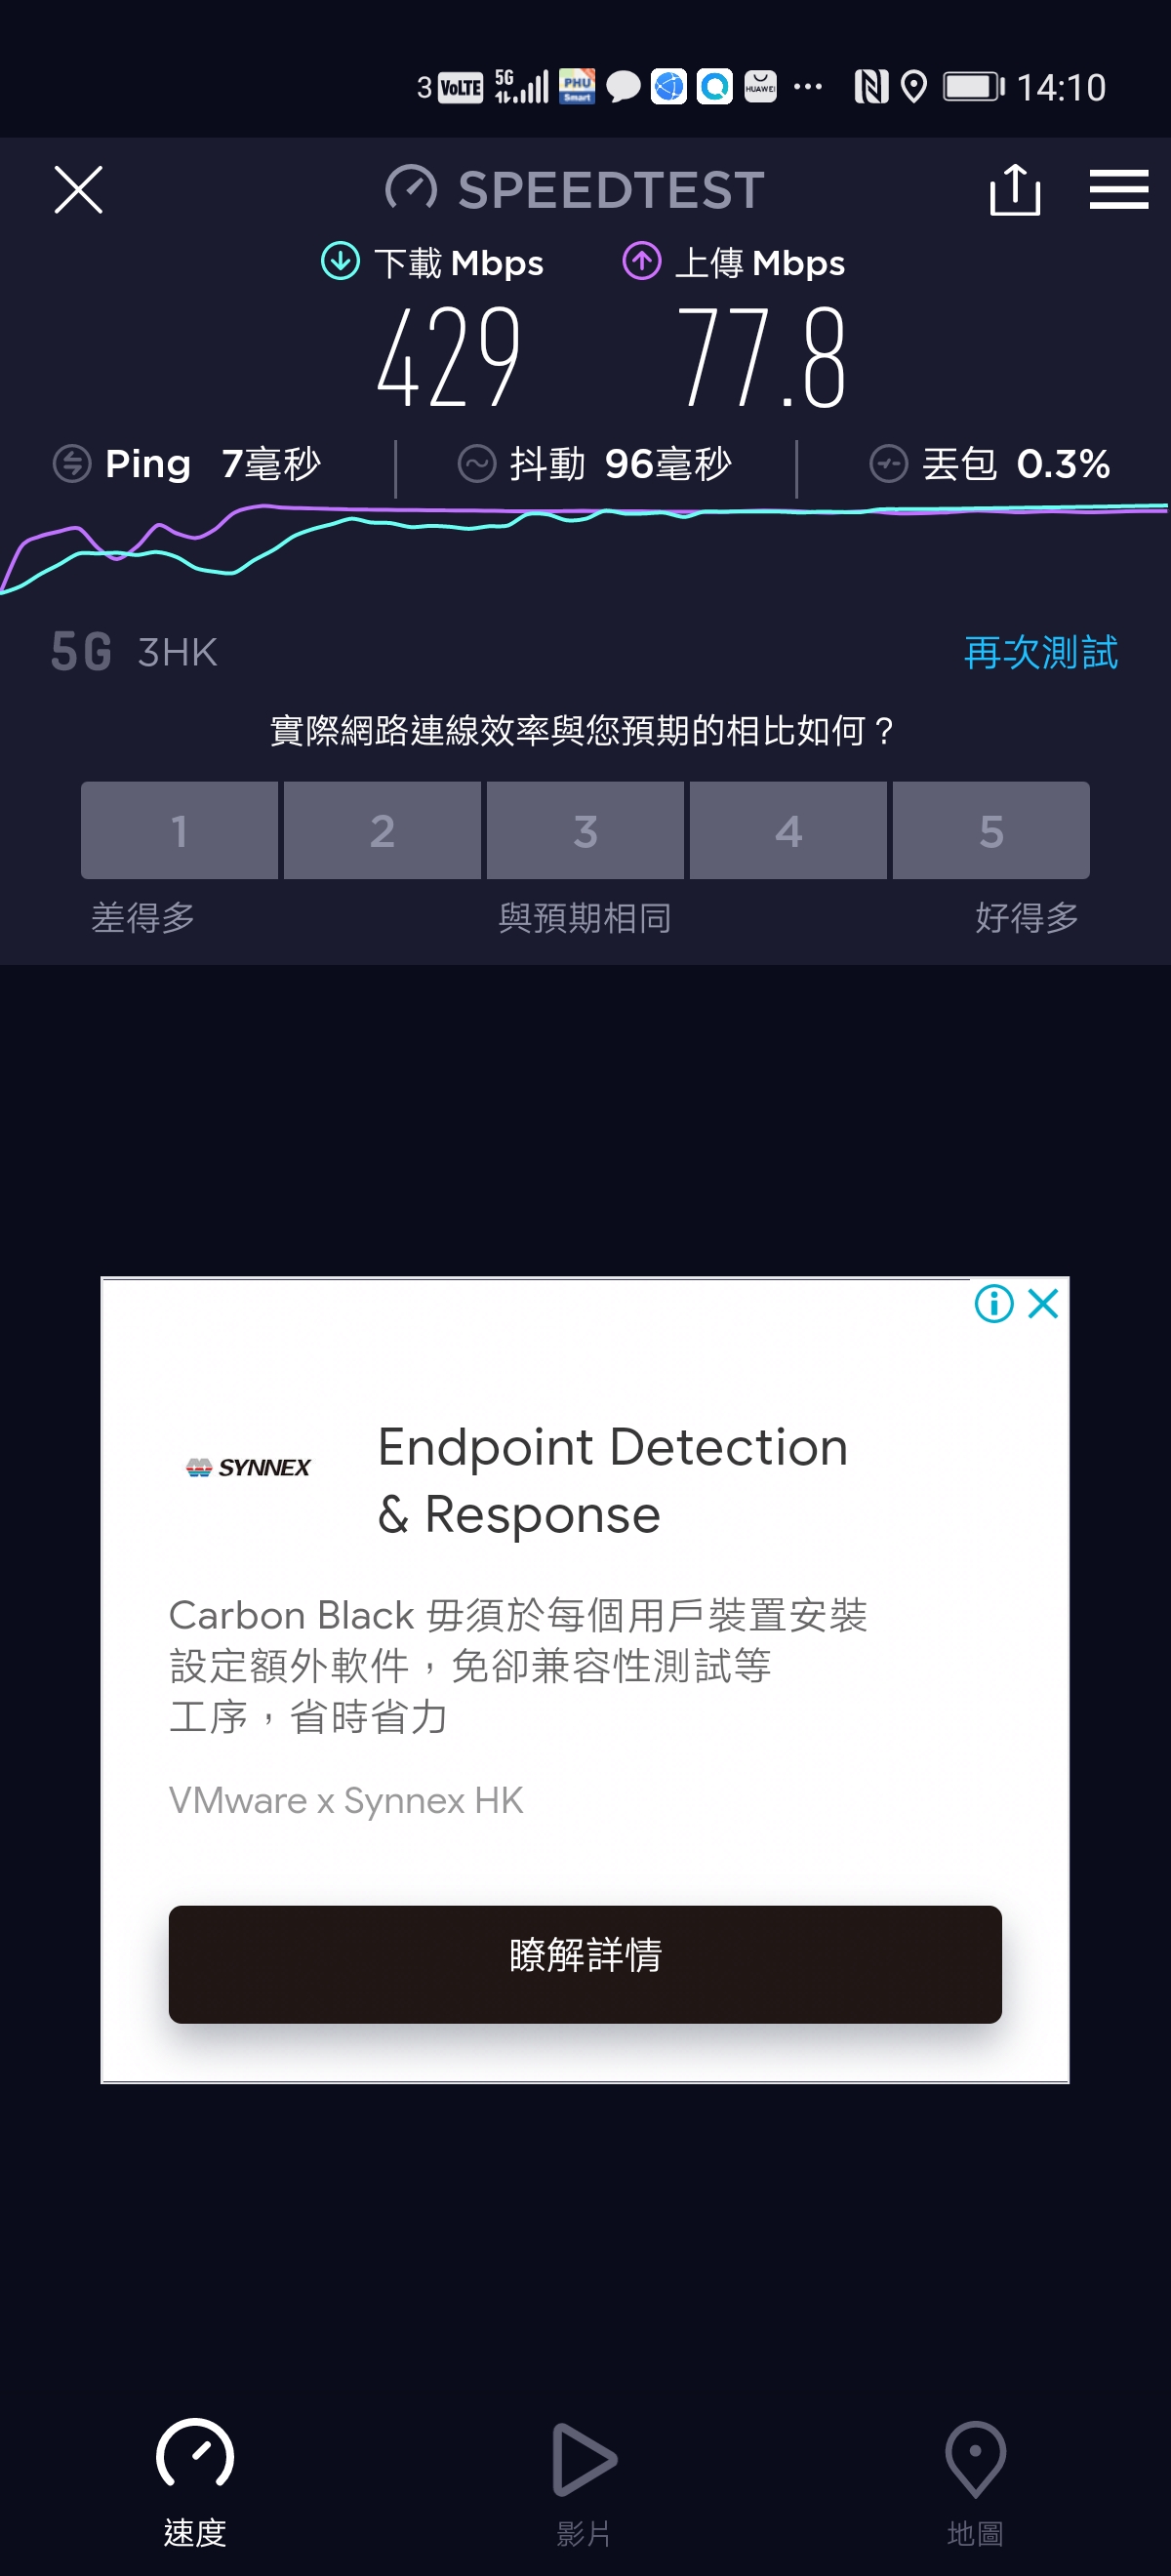 3 VoLTE 5G PHU Smart HUAWEI ... 14:10
SPEEDTEST
下載 Mbps 上傳 Mbps
429 77.8
Ping 7毫秒 抖動 96毫秒 丟包 0.3%
5G 3HK 再次測試
實際網路連線效率與您預期的相比如何？
1 2 3 4 5
差得多 與預期相同 好得多
SYNNEX
Endpoint Detection
& Response
Carbon Black 毋須於每個用戶裝置安裝
設定額外軟件，免卻兼容性測試等
工序，省時省力
VMware x Synnex HK
瞭解詳情
速度 影片 地圖